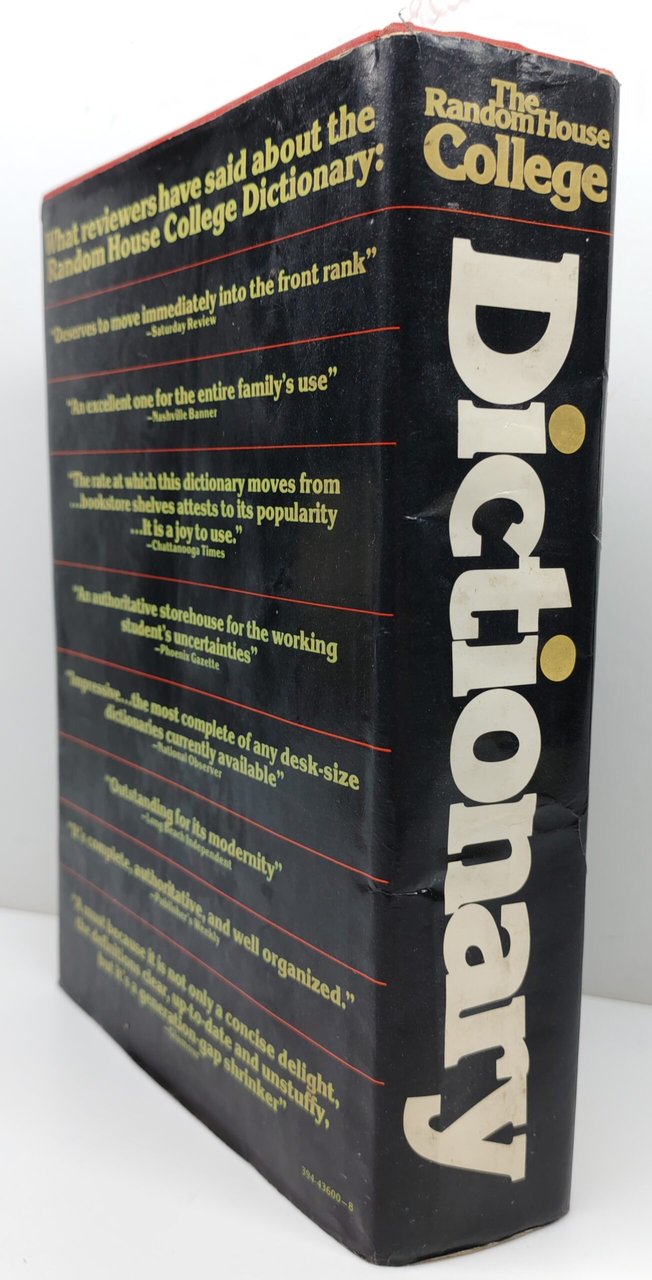 What reviewers have said about the
Random House College Dictionary:
"Deserves to move immediately into the front rank"
—Saturday Review
"An excellent one for the entire family's use"
—Nashville Banner
"The rate at which this dictionary moves from
...bookstore shelves attests to its popularity
...It is a joy to use."
—Chattanooga Times
"An authoritative storehouse for the working
student's uncertainties"
—Phoenix Gazette
"Impressive...the most complete of any desk-size
dictionaries currently available"
—National Observer
"Outstanding for its modernity"
—Long Beach Independent
"It's complete, authoritative, and well organized."
—Publisher's Weekly
"A must because it is not only a concise delight,
the definitions clear, up-to-date and unstuffy,
but it's a generation-gap shrinker"
—Glamour
394-43600-8
The
Random House
College
Dictionary